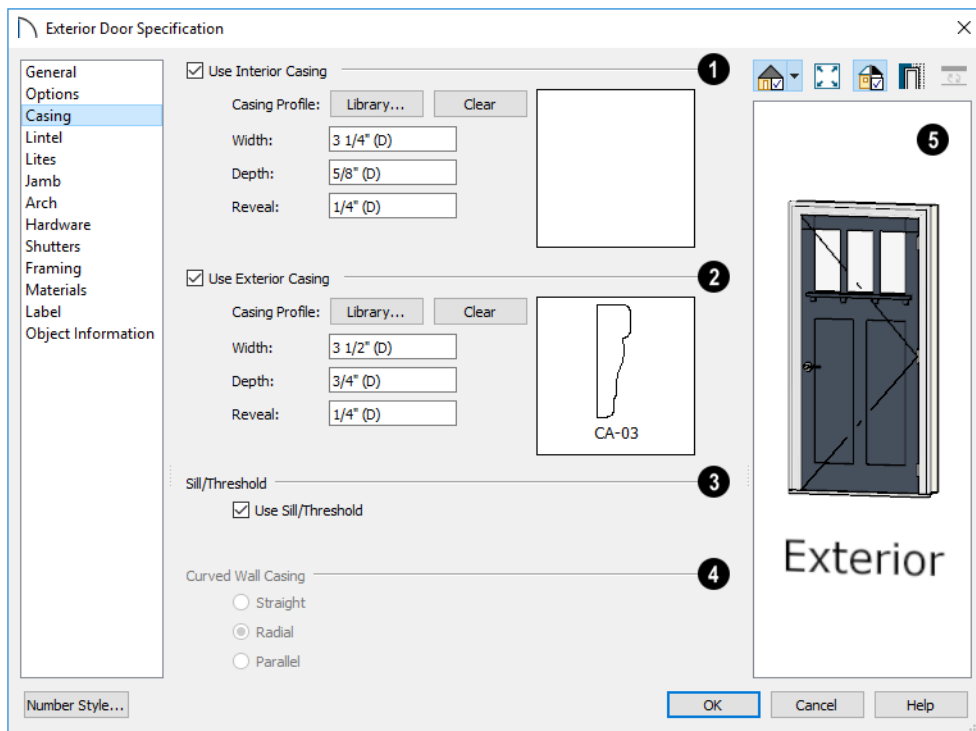 Exterior Door Specification
General
Options
Casing
Lintel
Lites
Jamb
Arch
Hardware
Shutters
Framing
Materials
Label
Object Information
Use Interior Casing 1
Casing Profile: Library... Clear
Width: 3 1/4" (D)
Depth: 5/8" (D)
Reveal: 1/4" (D)
Use Exterior Casing 2
Casing Profile: Library... Clear
Width: 3 1/2" (D)
Depth: 3/4" (D)
Reveal: 1/4" (D)
CA-03
Sill/Threshold 3
Use Sill/Threshold
Curved Wall Casing 4
Straight
Radial
Parallel
5
Exterior
Number Style... OK Cancel Help